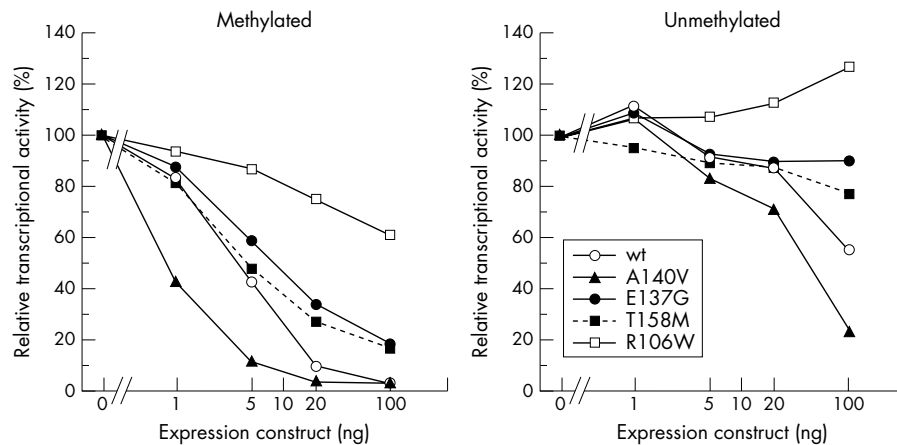 Methylated
Relative transcriptional activity (%)
140
120
100
80
60
40
20
0
0 1 5 10 20 100
Expression construct (ng)
Unmethylated
Relative transcriptional activity (%)
140
120
100
80
60
40
20
0
wt
A140V
E137G
T158M
R106W
0 1 5 10 20 100
Expression construct (ng)